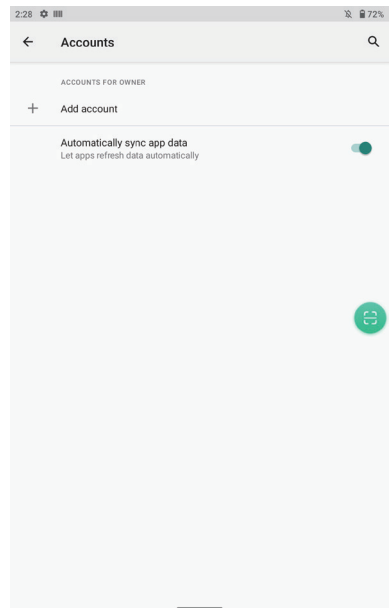 2:28
72%
Accounts
ACCOUNTS FOR OWNER
Add account
Automatically sync app data
Let apps refresh data automatically